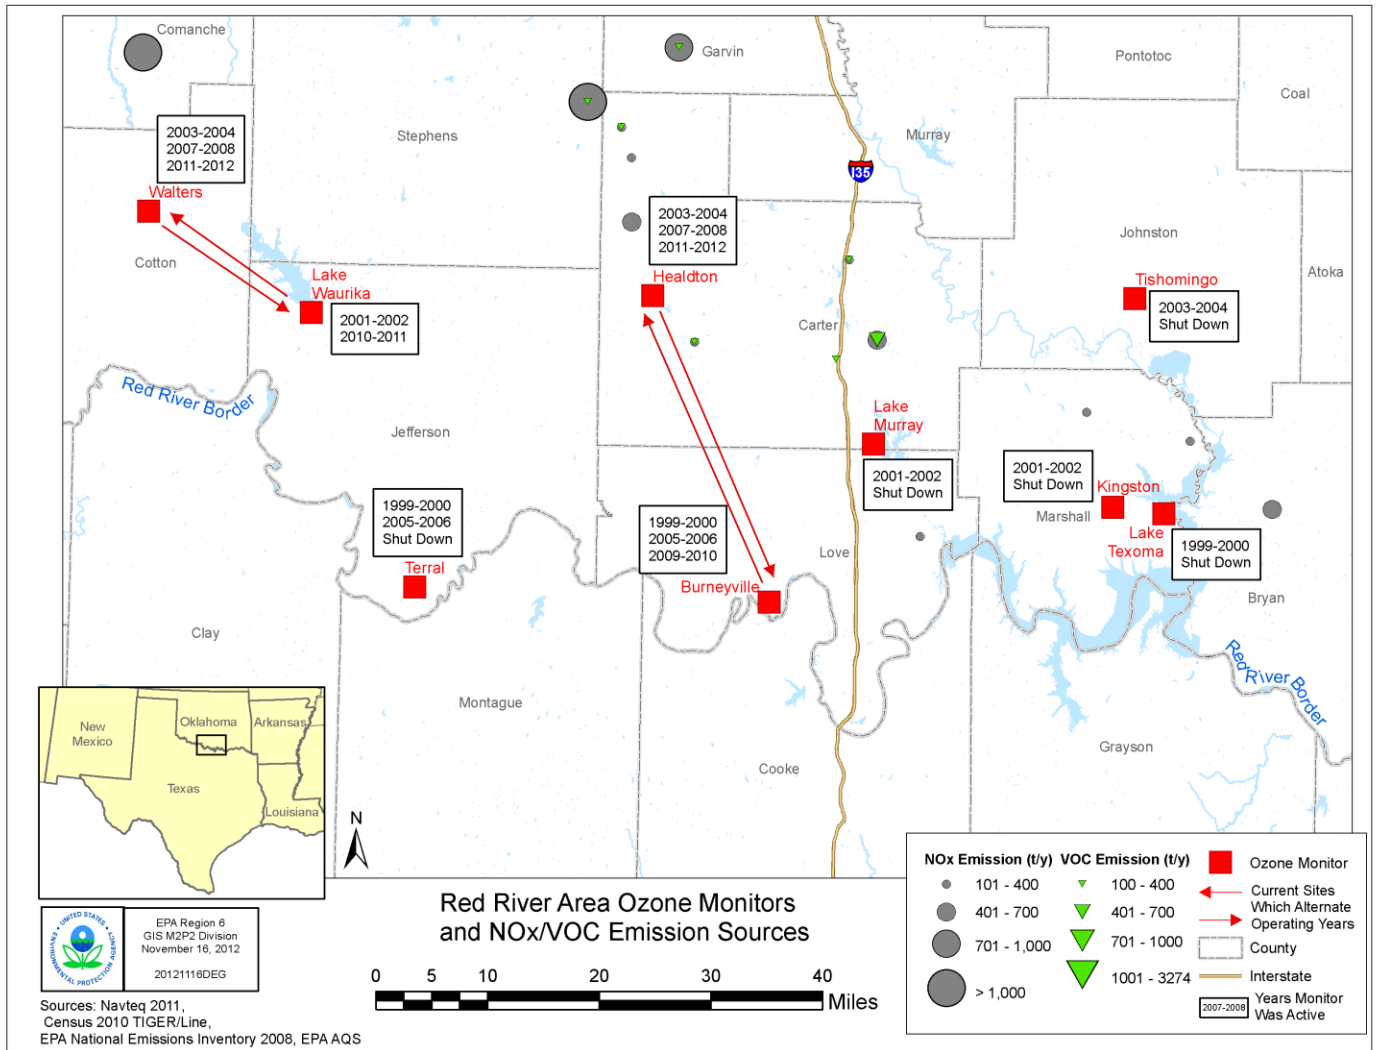 Comanche
Garvin
Pontotoc
Coal
Stephens
Murray
2003-2004
2007-2008
2011-2012
Walters
I35
2003-2004
2007-2008
2011-2012
Healdton
Johnston
Atoka
Cotton
Lake
Waurika
2001-2002
2010-2011
Tishomingo
2003-2004
Shut Down
Carter
Red River Border
Jefferson
Lake
Murray
2001-2002
Shut Down
2001-2002
Shut Down
Kingston
Marshall
Lake
Texoma
1999-2000
Shut Down
Bryan
1999-2000
2005-2006
Shut Down
Terral
1999-2000
2005-2006
2009-2010
Burneyville
Love
Clay
Montague
Cooke
Grayson
Red River Border
New
Mexico
Oklahoma
Arkansas
Texas
Louisiana
N
UNITED STATES
ENVIRONMENTAL PROTECTION AGENCY
EPA Region 6
GIS M2P2 Division
November 16, 2012
20121116DEG
Sources: Navteq 2011,
Census 2010 TIGER/Line,
EPA National Emissions Inventory 2008, EPA AQS
Red River Area Ozone Monitors
and NOx/VOC Emission Sources
0 5 10 20 30 40
Miles
NOx Emission (t/y) VOC Emission (t/y)
101 - 400 100 - 400
401 - 700 401 - 700
701 - 1,000 701 - 1000
> 1,000 1001 - 3274
Ozone Monitor
Current Sites
Which Alternate
Operating Years
County
Interstate
2007-2008 Years Monitor
Was Active